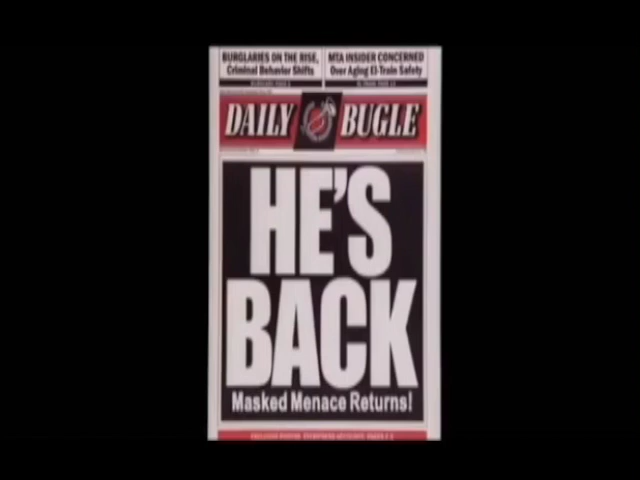 BURGLARIES ON THE RISE,
Criminal Behavior Shifts
MTA INSIDER CONCERNED
Over Aging El-Train Safety
DAILY BUGLE
HE'S
BACK
Masked Menace Returns!